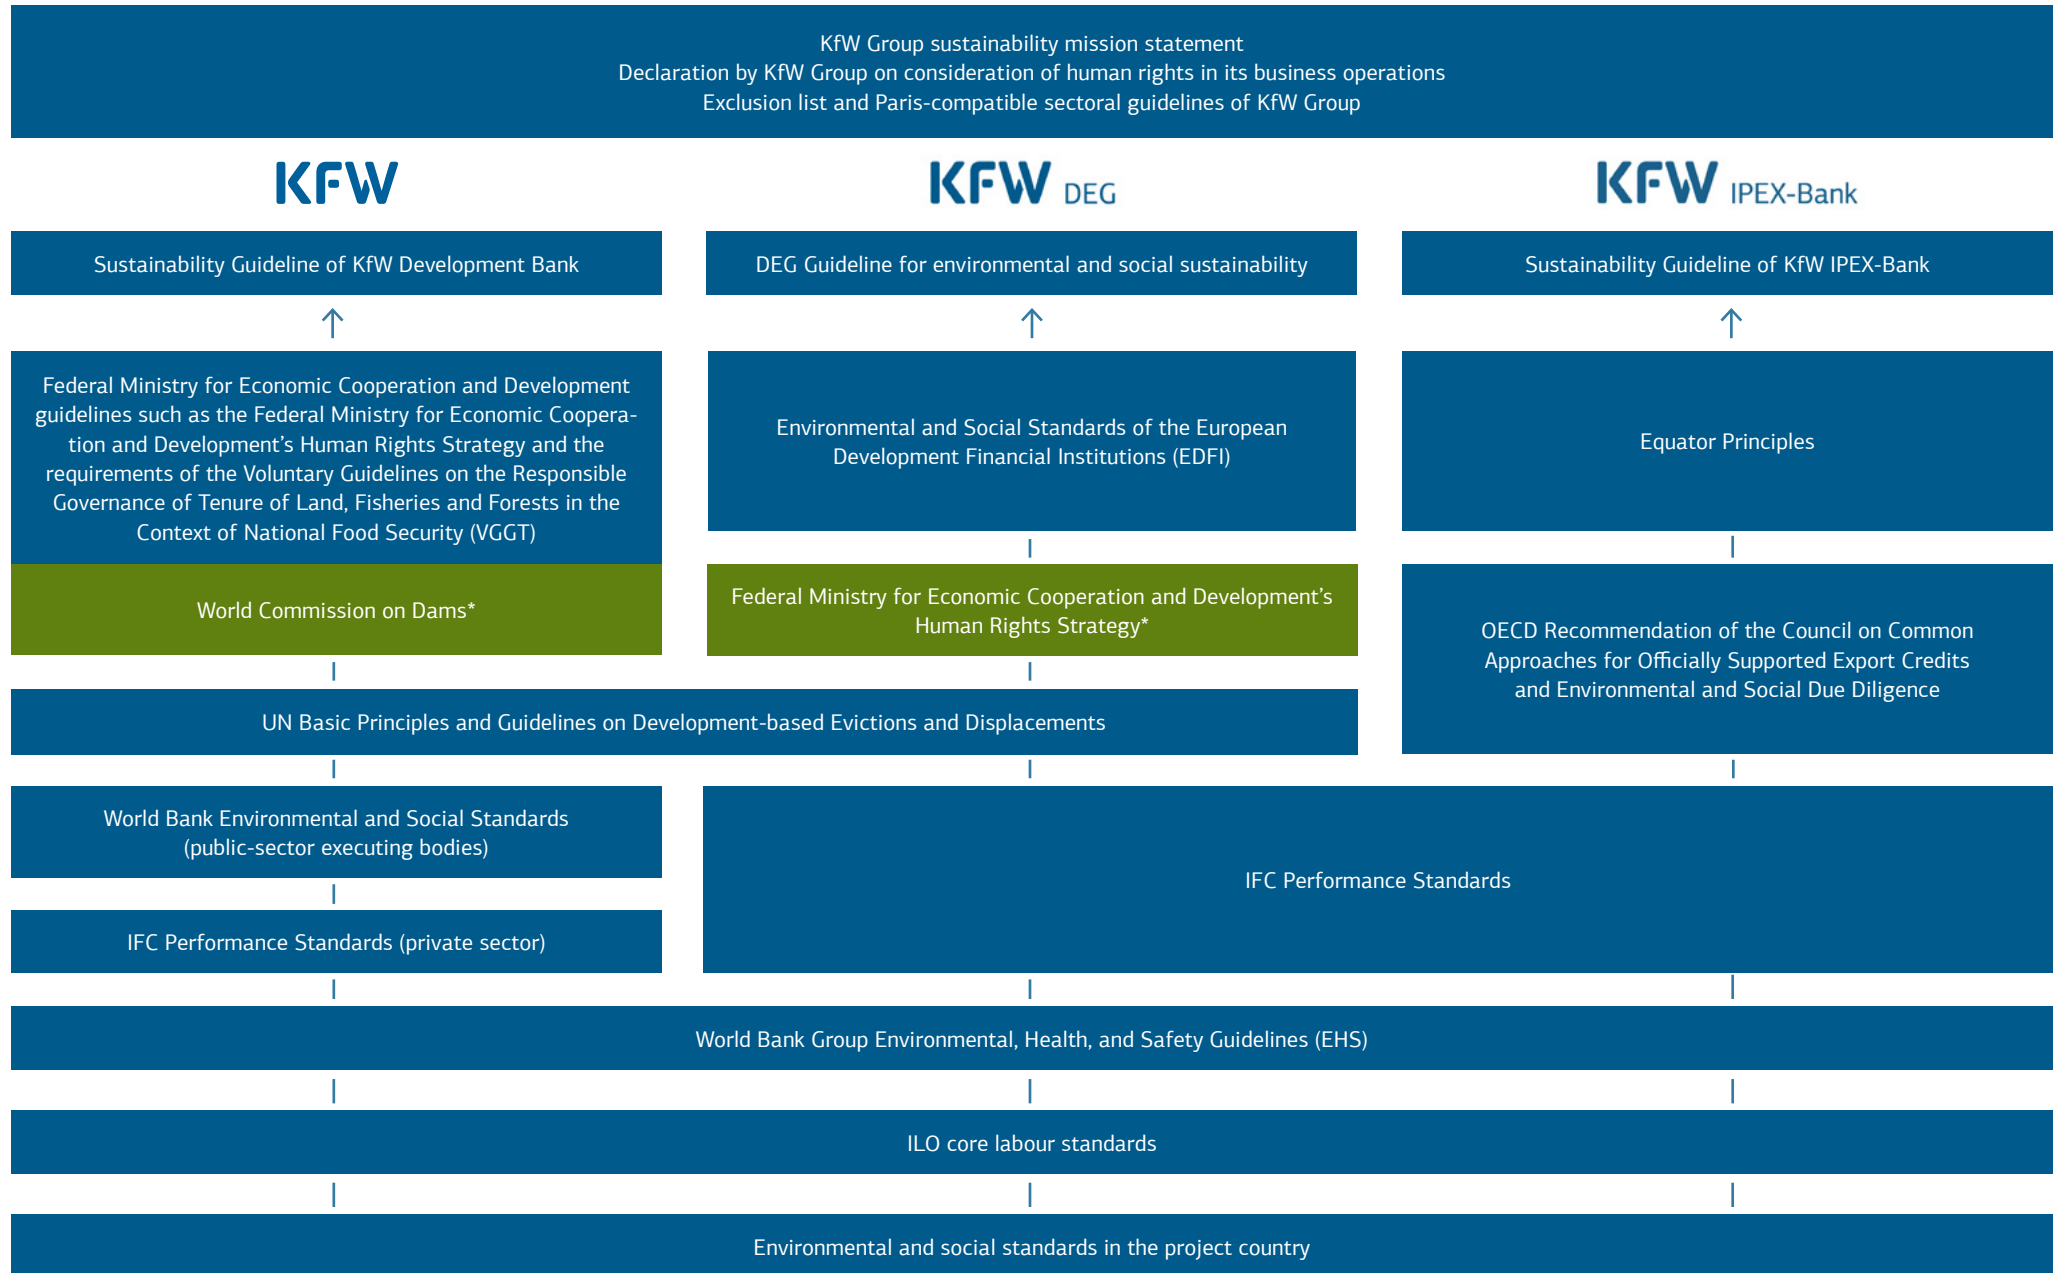 KfW Group sustainability mission statement
Declaration by KfW Group on consideration of human rights in its business operations
Exclusion list and Paris-compatible sectoral guidelines of KfW Group
KFW
KFW DEG
KFW IPEX-Bank
Sustainability Guideline of KfW Development Bank
DEG Guideline for environmental and social sustainability
Sustainability Guideline of KfW IPEX-Bank
Federal Ministry for Economic Cooperation and Development
guidelines such as the Federal Ministry for Economic Coopera-
tion and Development’s Human Rights Strategy and the
requirements of the Voluntary Guidelines on the Responsible
Governance of Tenure of Land, Fisheries and Forests in the
Context of National Food Security (VGGT)
Environmental and Social Standards of the European
Development Financial Institutions (EDFI)
Equator Principles
World Commission on Dams*
Federal Ministry for Economic Cooperation and Development’s
Human Rights Strategy*
OECD Recommendation of the Council on Common
Approaches for Officially Supported Export Credits
and Environmental and Social Due Diligence
UN Basic Principles and Guidelines on Development-based Evictions and Displacements
World Bank Environmental and Social Standards
(public-sector executing bodies)
IFC Performance Standards
IFC Performance Standards (private sector)
World Bank Group Environmental, Health, and Safety Guidelines (EHS)
ILO core labour standards
Environmental and social standards in the project country